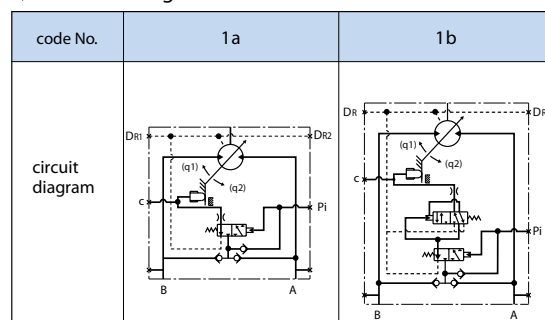 code No.
1a
1b
circuit
diagram
DR1
DR2
(q1)
(q2)
c
Pi
B
A
DR
DR
(q1)
(q2)
c
Pi
B
A